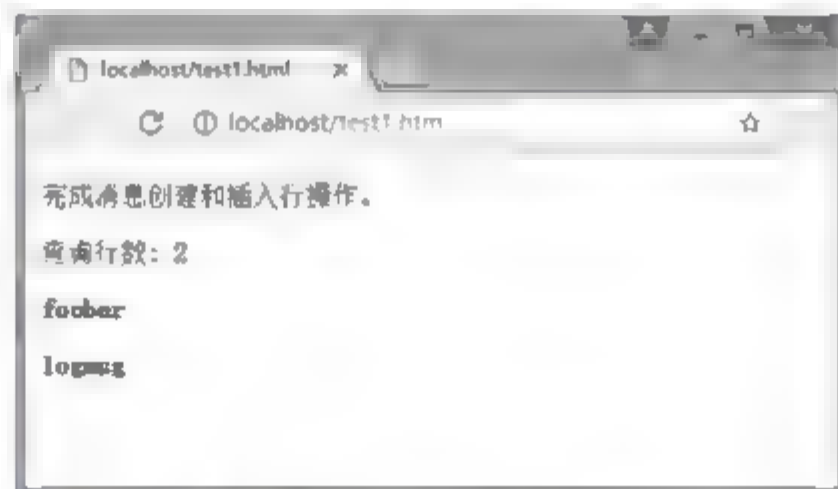 localhost/test1.html
localhost/test1.htm
完成消息创建和插入行操作。
查询行数: 2
foobar
logmsg